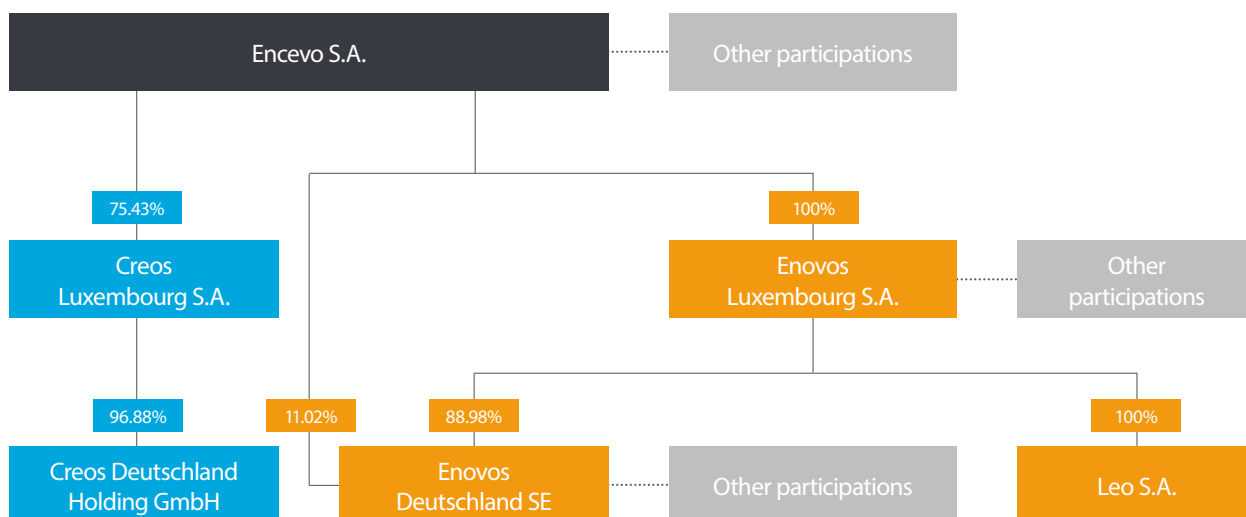 Encevo S.A.
Other participations
75.43%
100%
Creos
Luxembourg S.A.
Enovos
Luxembourg S.A.
Other
participations
96.88%
11.02%
88.98%
100%
Creos Deutschland
Holding GmbH
Enovos
Deutschland SE
Other participations
Leo S.A.